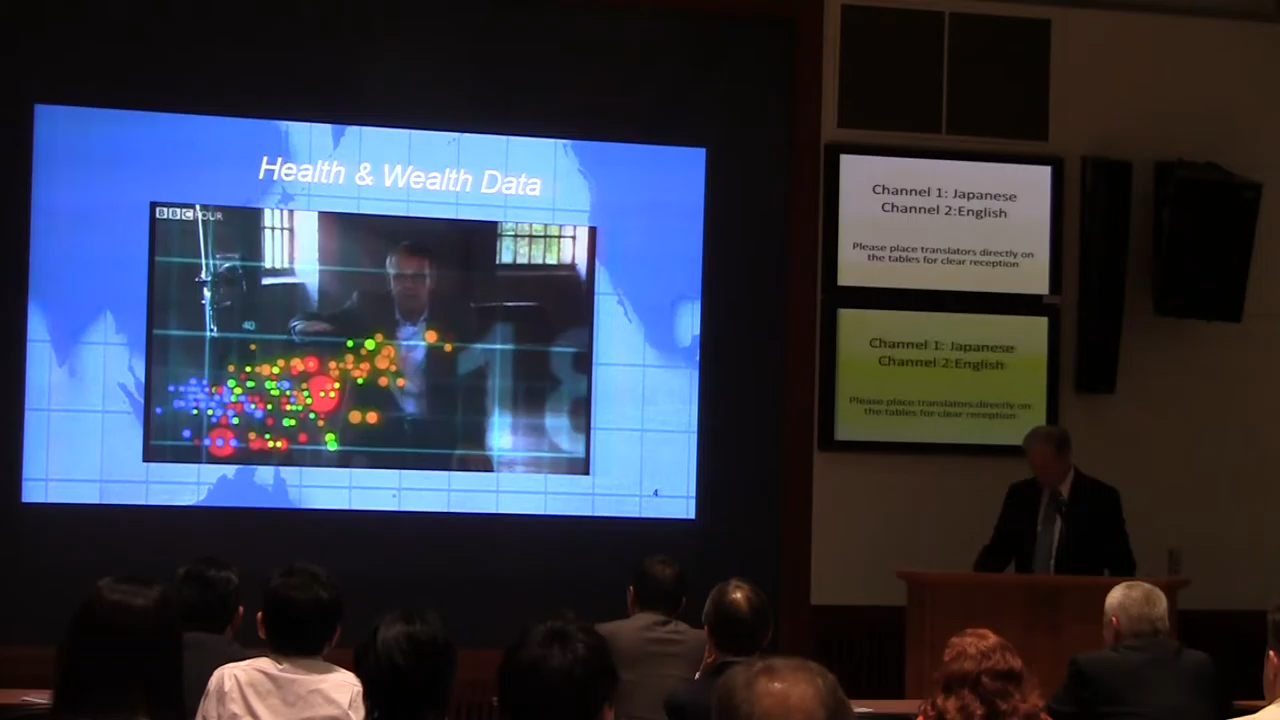 Health & Wealth Data
BBC FOUR
40
4
Channel 1: Japanese
Channel 2:English
Please place translators directly on
the tables for clear reception
Channel 1: Japanese
Channel 2:English
Please place translators directly on
the tables for clear reception